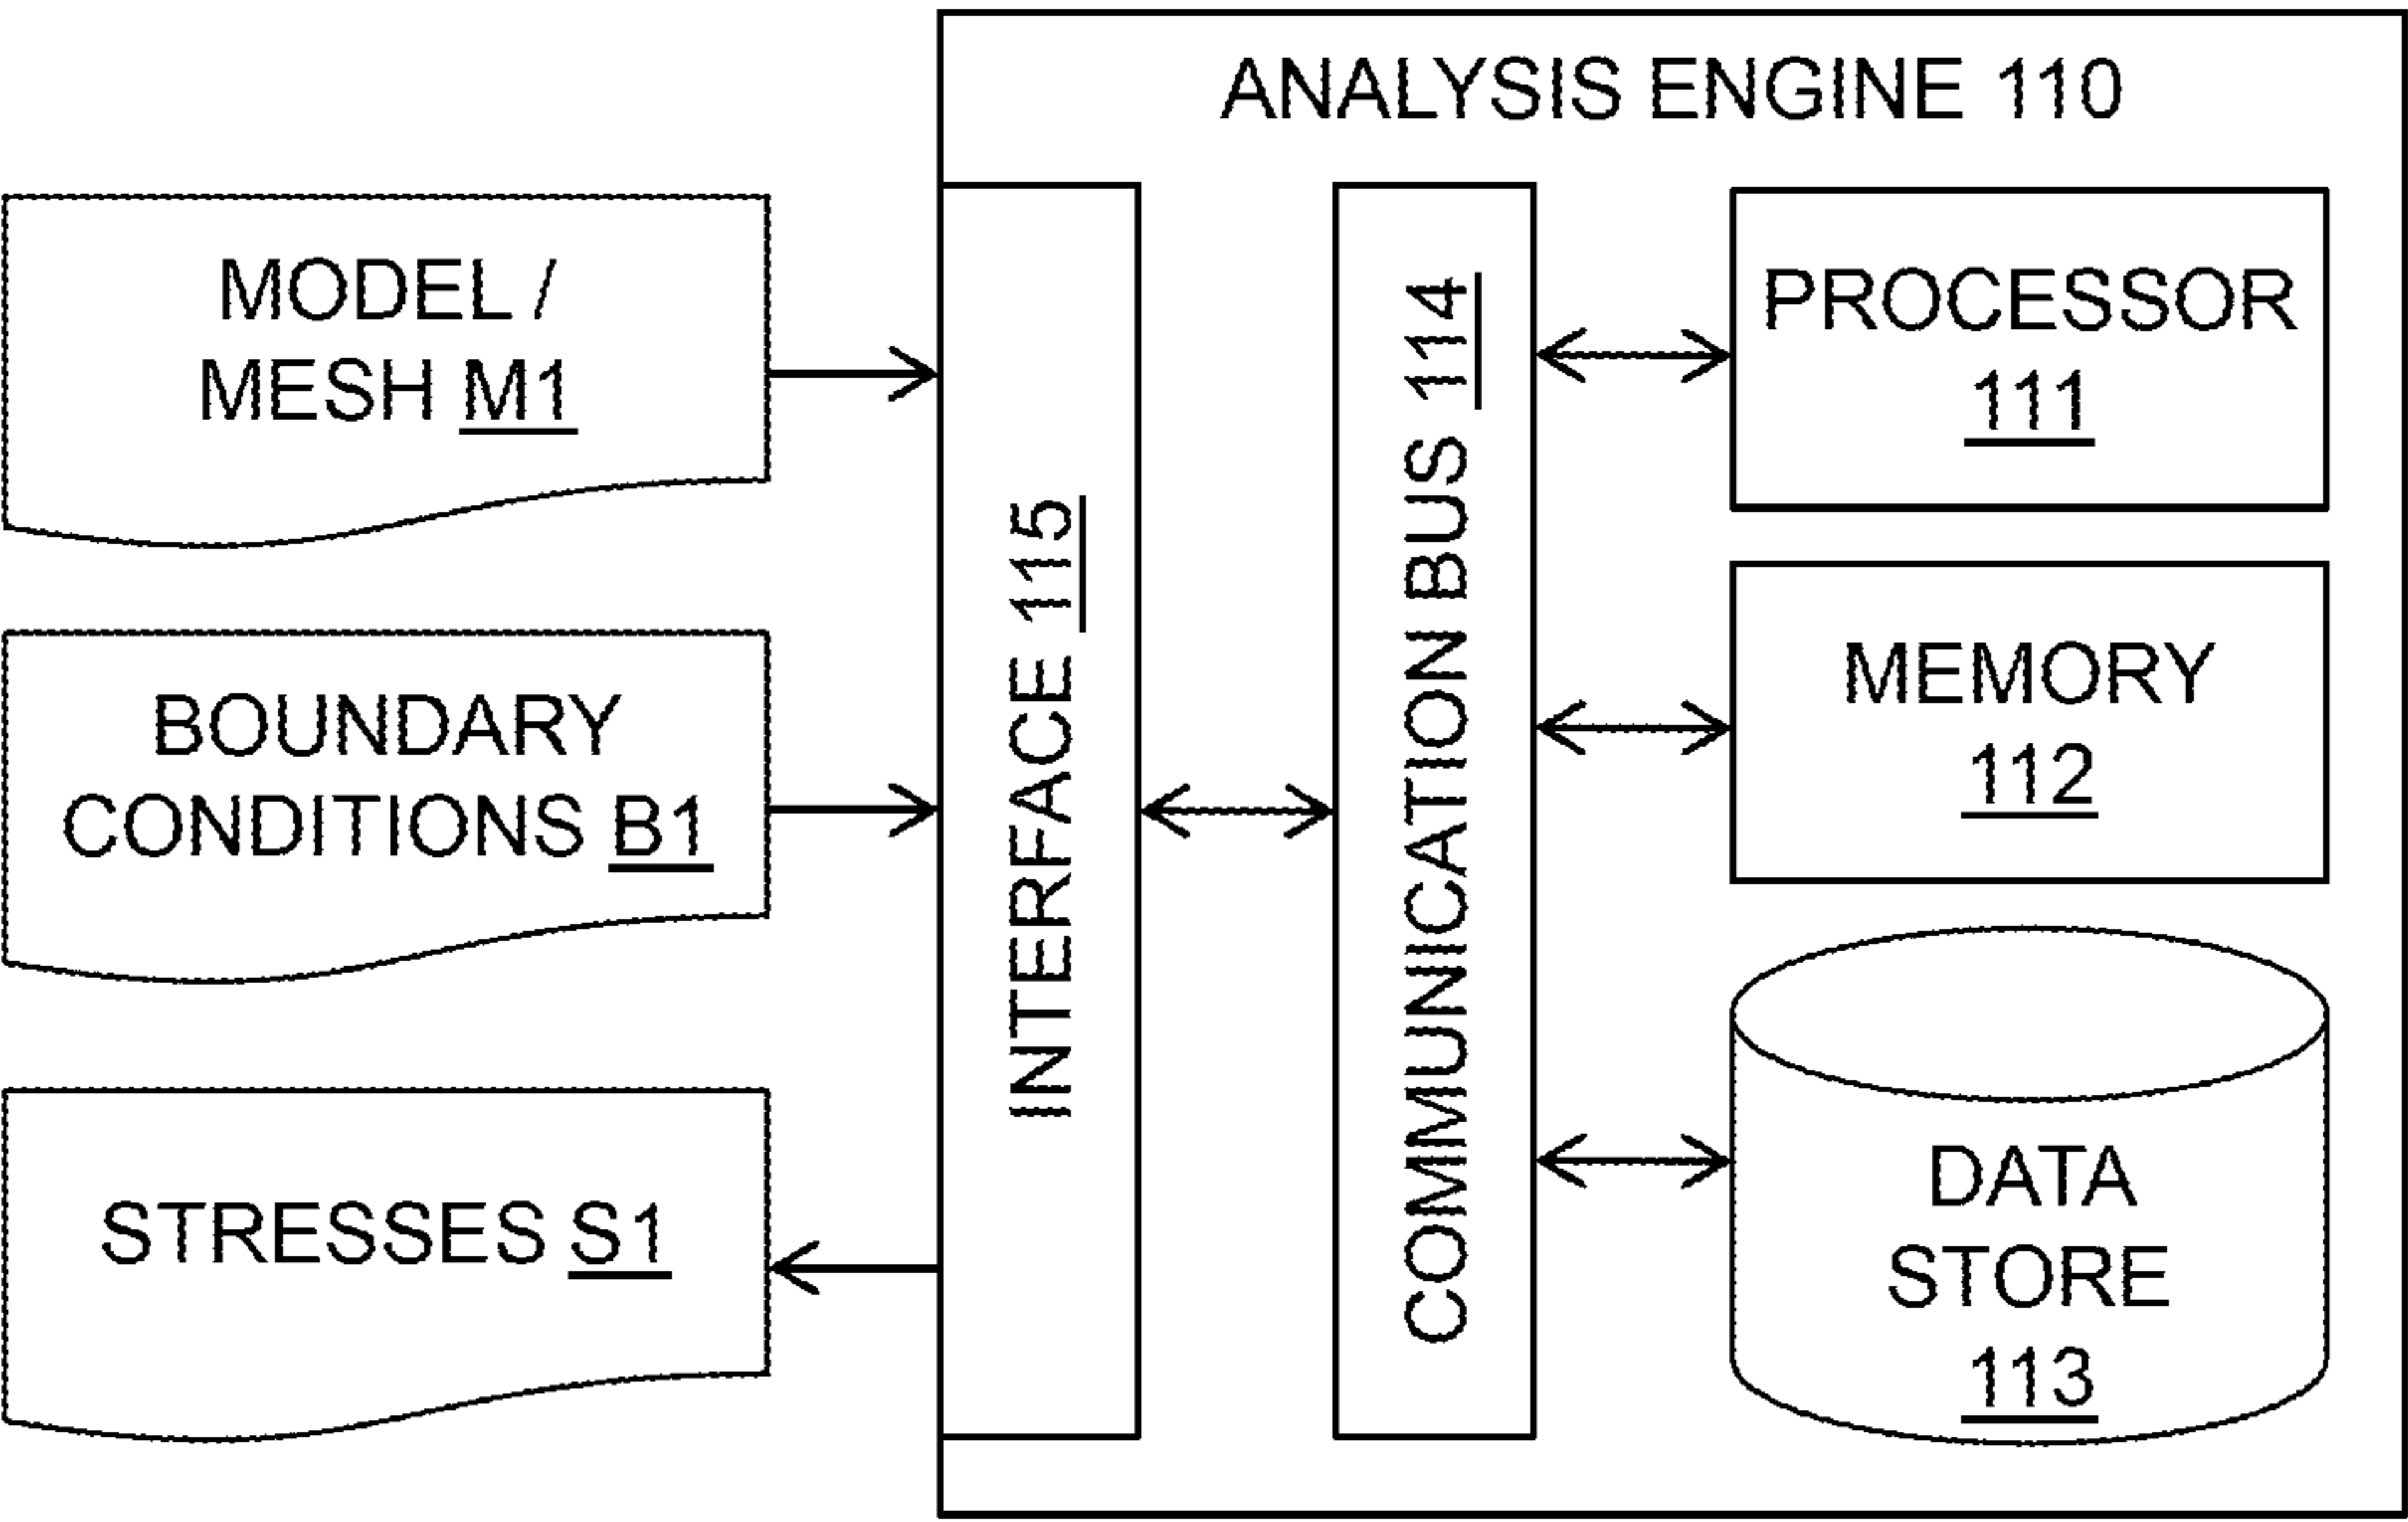 ANALYSIS ENGINE 110
MODEL /
MESH M1
BOUNDARY
CONDITIONS B1
STRESSES S1
INTERFACE 115
COMMUNICATION BUS 114
PROCESSOR
111
MEMORY
112
DATA
STORE
113